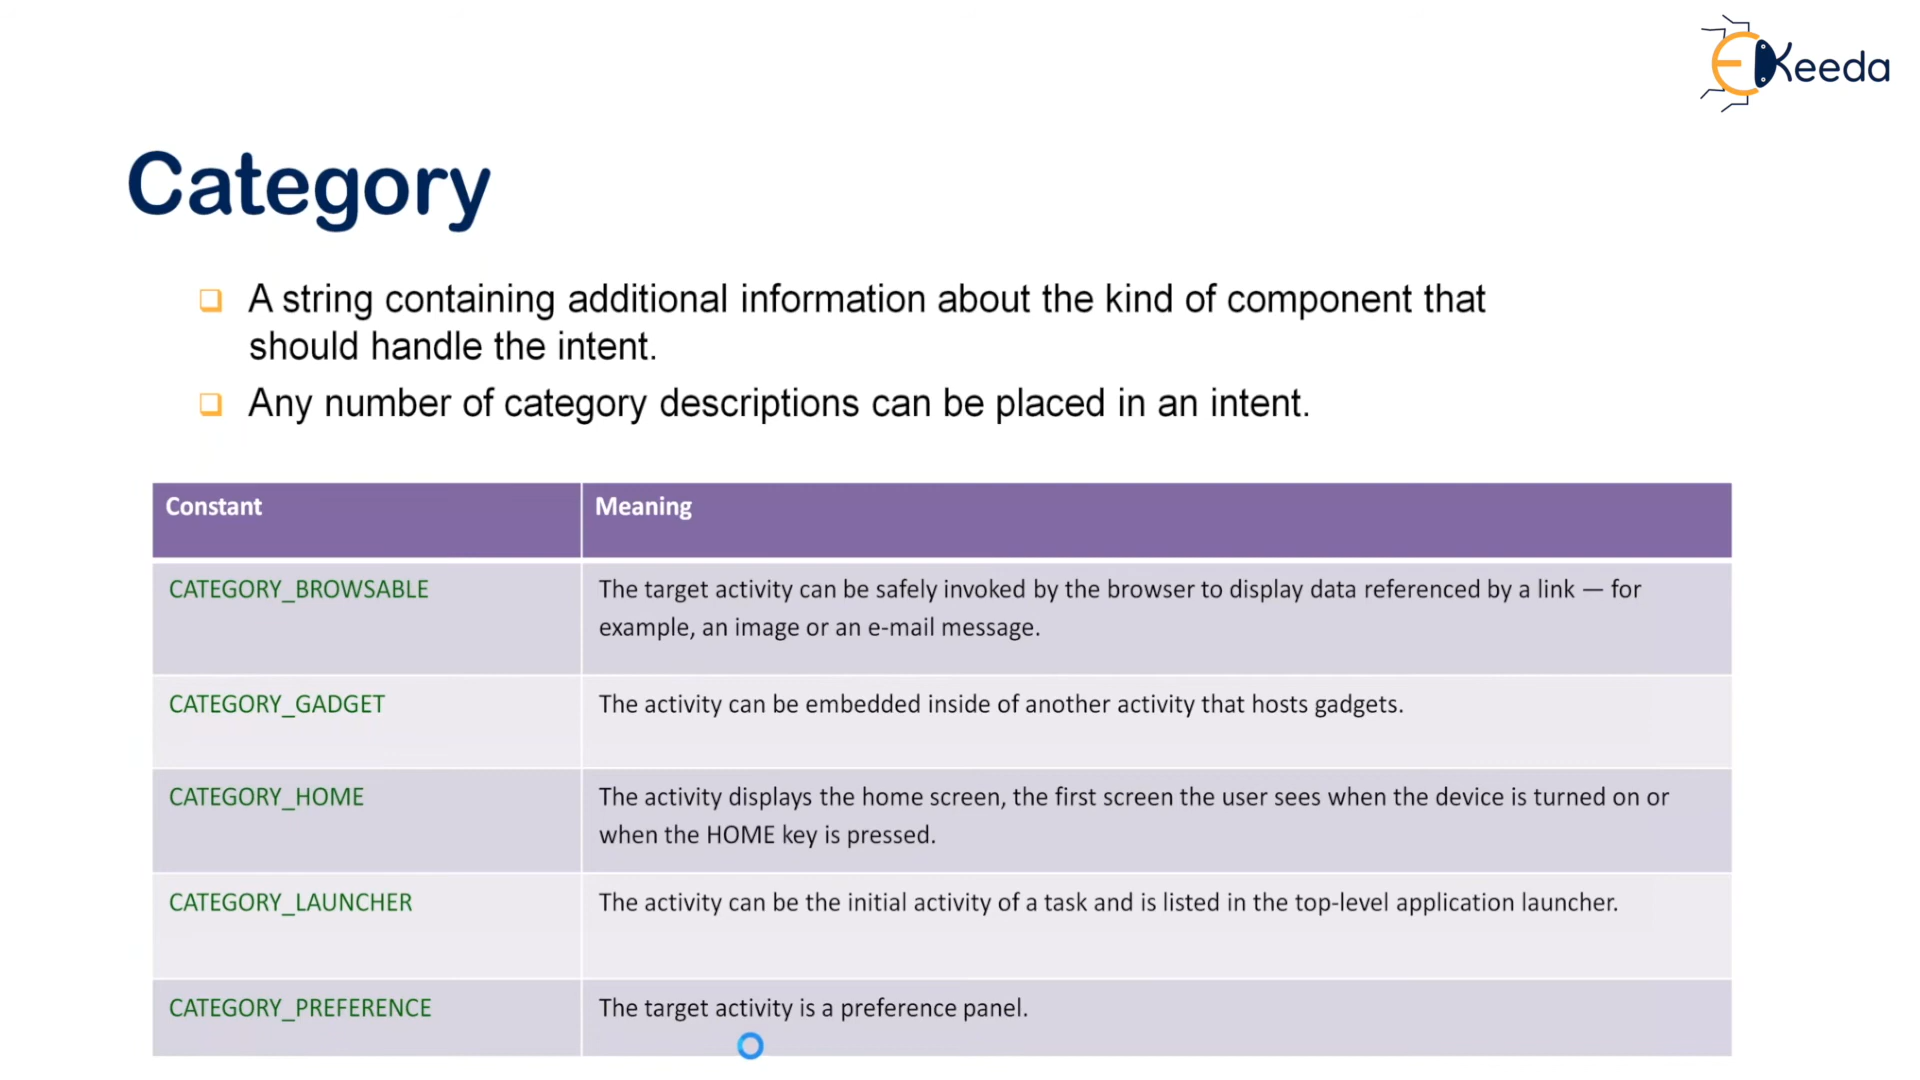 EKeeda
Category
A string containing additional information about the kind of component that
should handle the intent.
Any number of category descriptions can be placed in an intent.
Constant
Meaning
CATEGORY_BROWSABLE
The target activity can be safely invoked by the browser to display data referenced by a link — for
example, an image or an e-mail message.
CATEGORY_GADGET
The activity can be embedded inside of another activity that hosts gadgets.
CATEGORY_HOME
The activity displays the home screen, the first screen the user sees when the device is turned on or
when the HOME key is pressed.
CATEGORY_LAUNCHER
The activity can be the initial activity of a task and is listed in the top-level application launcher.
CATEGORY_PREFERENCE
The target activity is a preference panel.